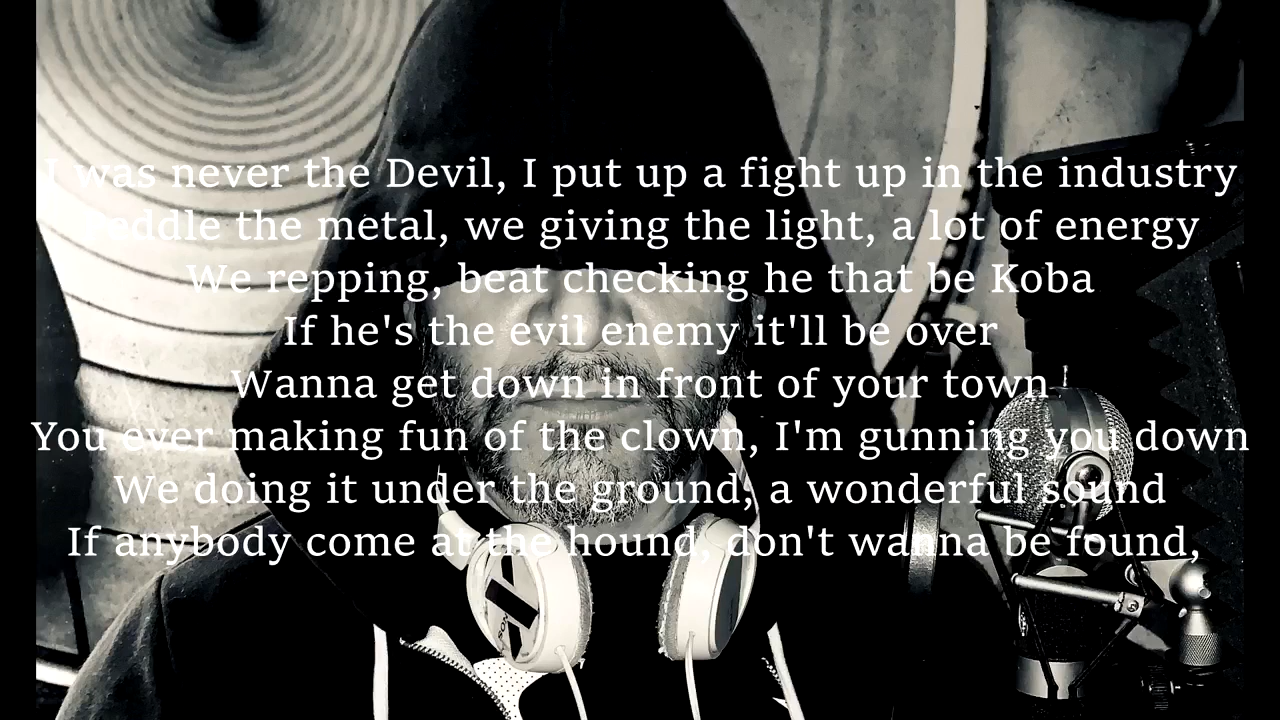 I was never the Devil, I put up a fight up in the industry
Peddle the metal, we giving the light, a lot of energy
We repping, beat checking he that be Koba
If he's the evil enemy it'll be over
Wanna get down in front of your town
You ever making fun of the clown, I'm gunning you down
We doing it under the ground, a wonderful sound
If anybody come at the hound, don't wanna be found,